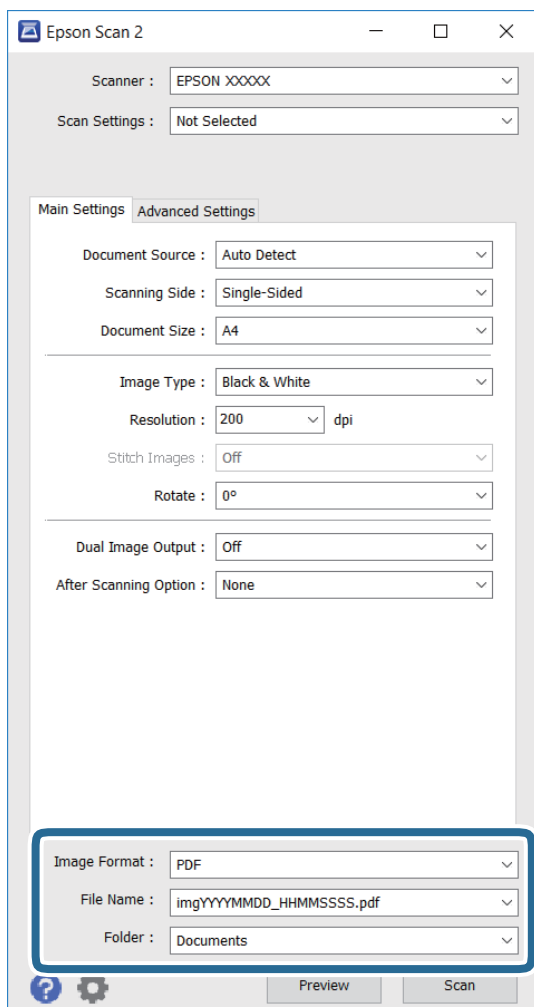 Epson Scan 2
Scanner : EPSON XXXXX
Scan Settings : Not Selected
Main Settings Advanced Settings
Document Source : Auto Detect
Scanning Side : Single-Sided
Document Size : A4
Image Type : Black & White
Resolution : 200 dpi
Stitch Images : Off
Rotate : 0°
Dual Image Output : Off
After Scanning Option : None
Image Format : PDF
File Name : imgYYYYMMDD_HHMMSSSS.pdf
Folder : Documents
? Preview Scan